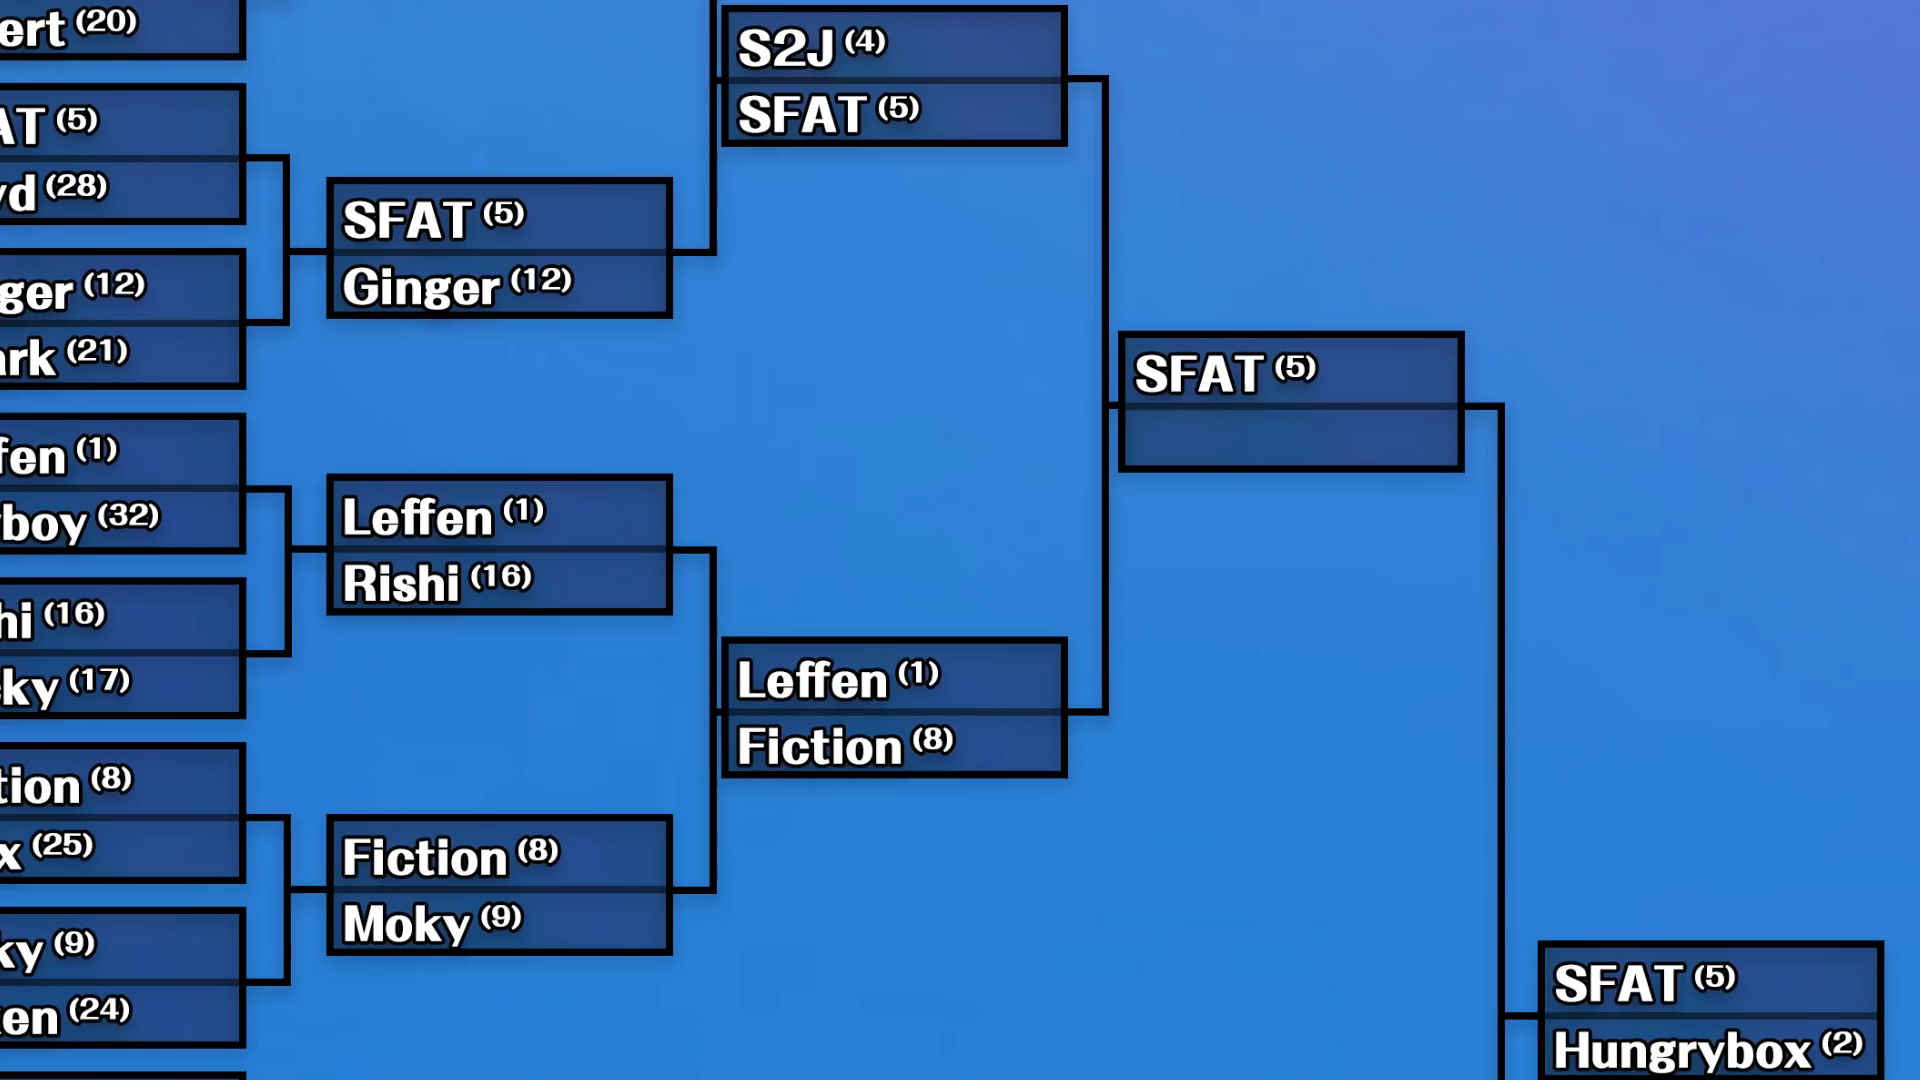 ert (20)
AT (5)
yd (28)
ger (12)
ark (21)
fen (1)
boy (32)
hi (16)
ky (17)
tion (8)
x (25)
ky (9)
en (24)
SFAT (5)
Ginger (12)
Leffen (1)
Rishi (16)
Fiction (8)
Moky (9)
S2J (4)
SFAT (5)
Leffen (1)
Fiction (8)
SFAT (5)
SFAT (5)
Hungrybox (2)